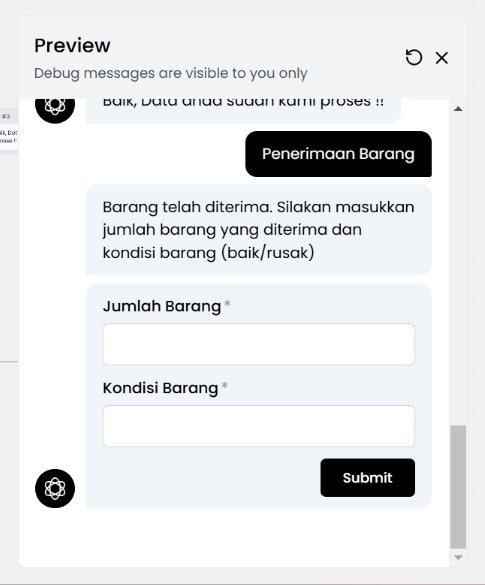 Preview
Debug messages are visible to you only
#3
Baik, Data anda sudah kami proses !!
Penerimaan Barang
Barang telah diterima. Silakan masukkan
jumlah barang yang diterima dan
kondisi barang (baik/rusak)
Jumlah Barang *
Kondisi Barang *
Submit